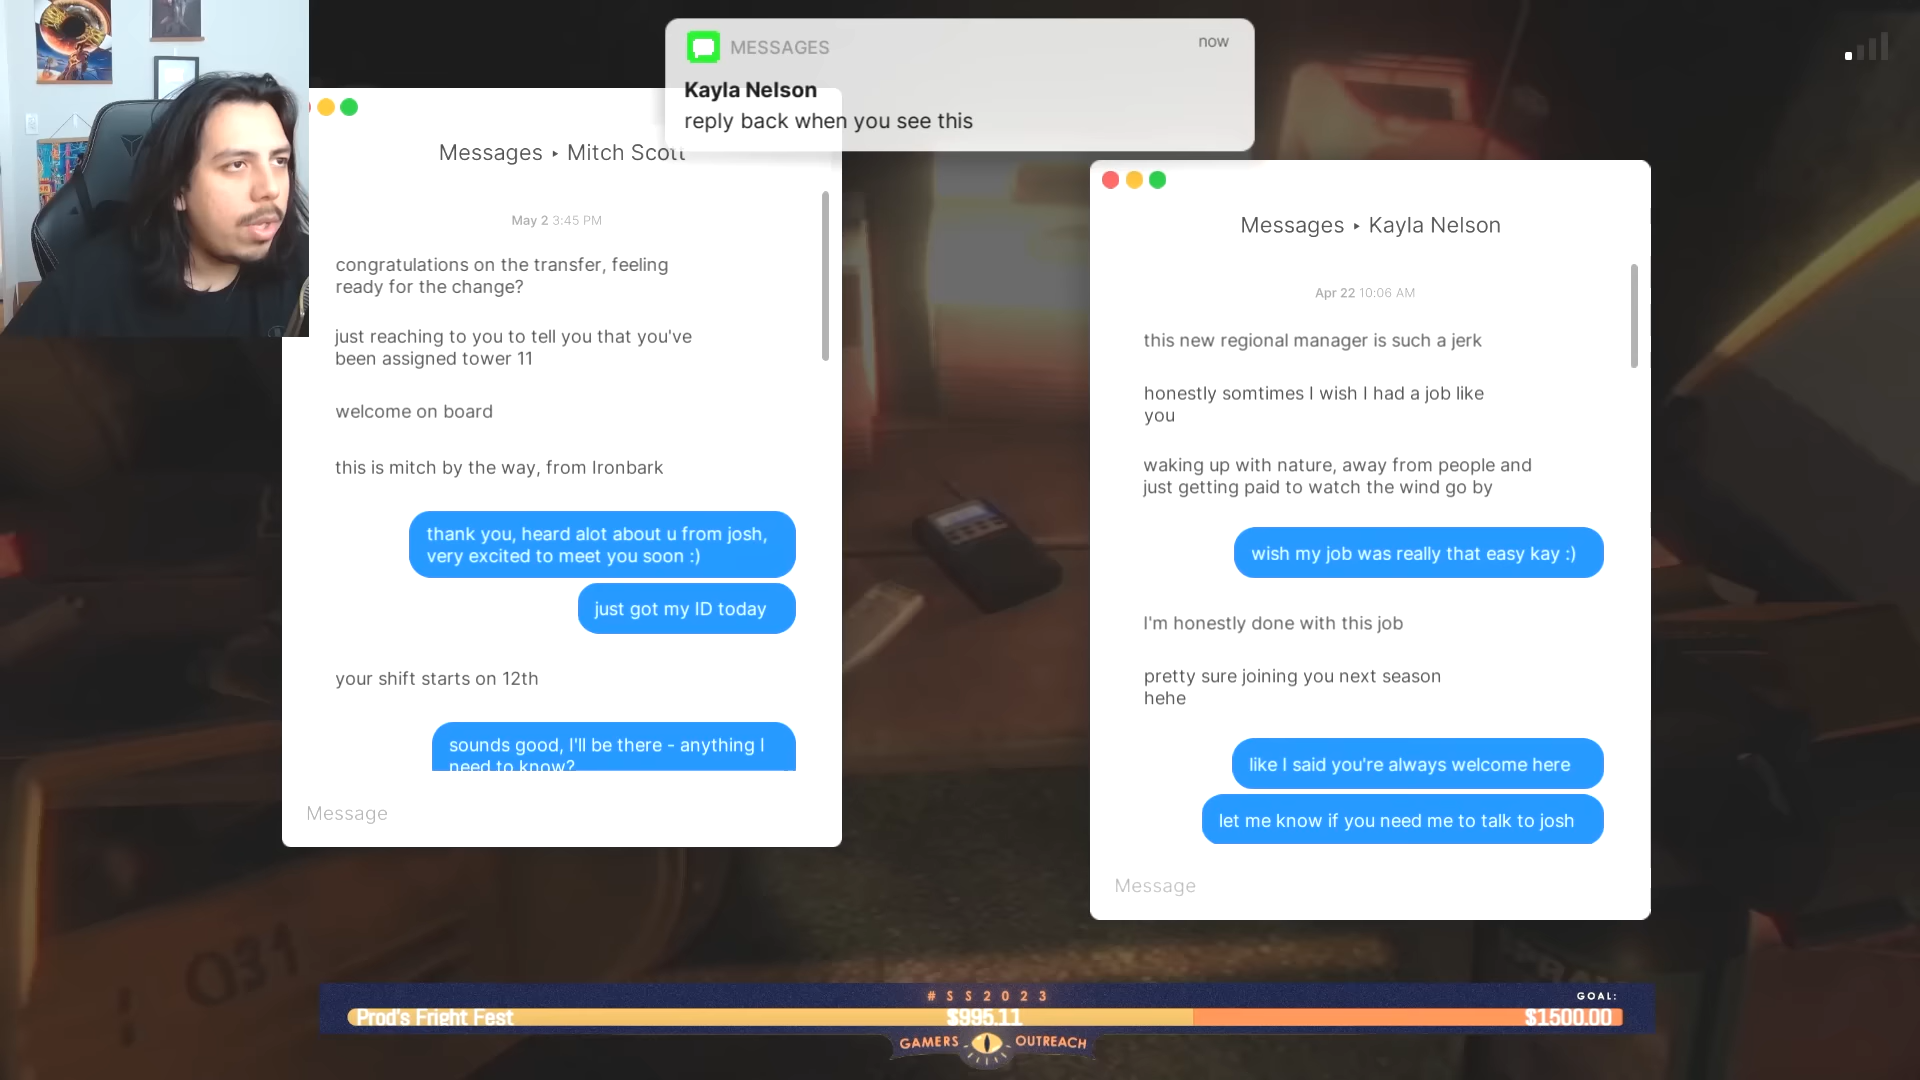 MESSAGES
now
Kayla Nelson
reply back when you see this
Messages ‣ Mitch Scott
May 2 3:45 PM
congratulations on the transfer, feeling
ready for the change?
just reaching to you to tell you that you've
been assigned tower 11
welcome on board
this is mitch by the way, from Ironbark
thank you, heard alot about u from josh,
very excited to meet you soon :)
just got my ID today
your shift starts on 12th
sounds good, I'll be there - anything I
need to know?
Message
Messages ‣ Kayla Nelson
Apr 22 10:06 AM
this new regional manager is such a jerk
honestly somtimes I wish I had a job like
you
waking up with nature, away from people and
just getting paid to watch the wind go by
wish my job was really that easy kay :)
I'm honestly done with this job
pretty sure joining you next season
hehe
like I said you're always welcome here
let me know if you need me to talk to josh
Message
031
#SS2023
GOAL:
Prod's Fright Fest
$995.11
$1500.00
GAMERS OUTREACH